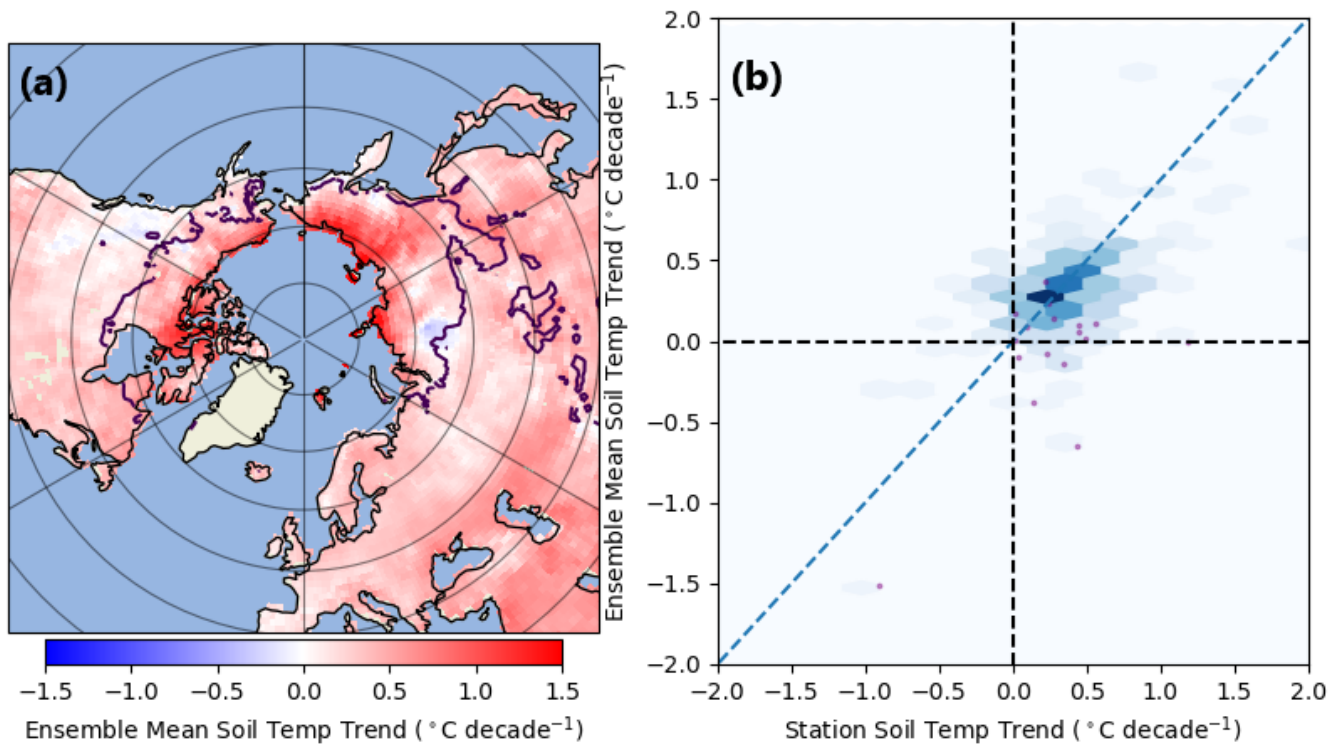 (a)
−1.5 −1.0 −0.5 0.0 0.5 1.0 1.5
Ensemble Mean Soil Temp Trend (°C decade⁻¹)
Ensemble Mean Soil Temp Trend (°C decade⁻¹)
(b)
2.0
1.5
1.0
0.5
0.0
−0.5
−1.0
−1.5
−2.0
−2.0 −1.5 −1.0 −0.5 0.0 0.5 1.0 1.5 2.0
Station Soil Temp Trend (°C decade⁻¹)